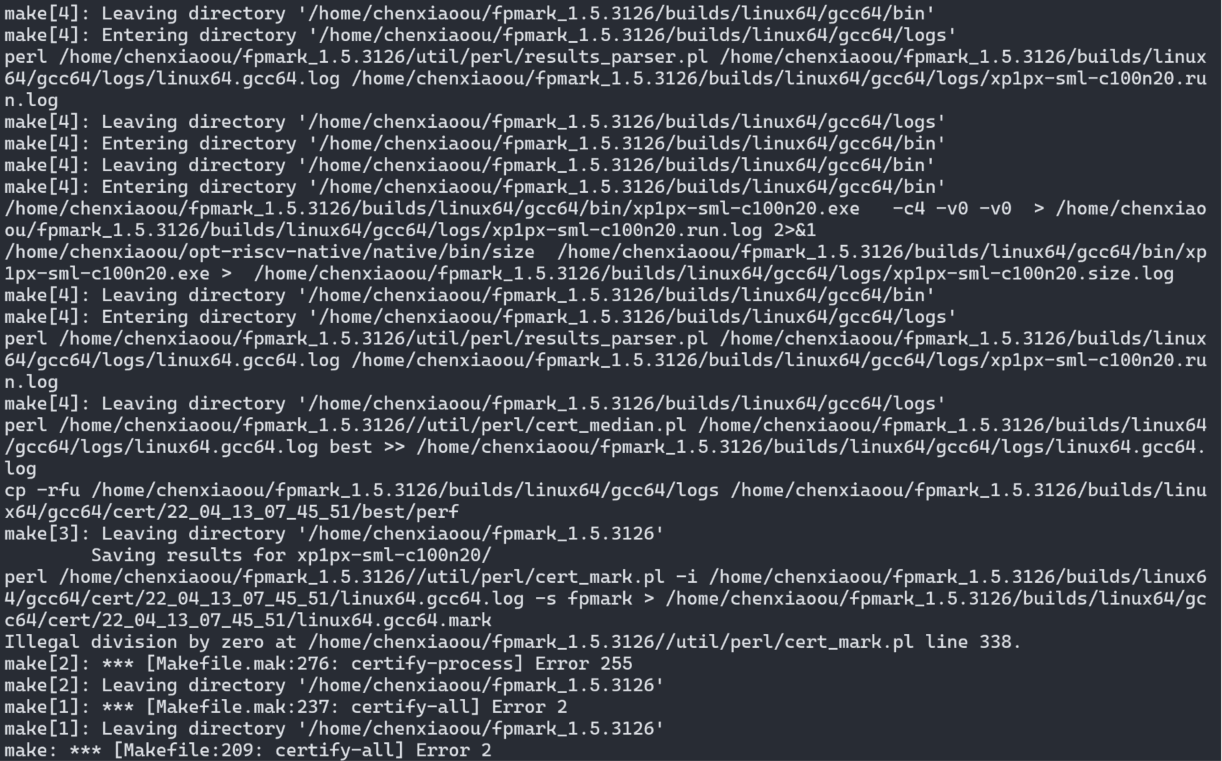 make[4]: Leaving directory '/home/chenxiaoou/fpmark_1.5.3126/builds/linux64/gcc64/bin'
make[4]: Entering directory '/home/chenxiaoou/fpmark_1.5.3126/builds/linux64/gcc64/logs'
perl /home/chenxiaoou/fpmark_1.5.3126/util/perl/results_parser.pl /home/chenxiaoou/fpmark_1.5.3126/builds/linux
64/gcc64/logs/linux64.gcc64.log /home/chenxiaoou/fpmark_1.5.3126/builds/linux64/gcc64/logs/xp1px-sml-c100n20.ru
n.log
make[4]: Leaving directory '/home/chenxiaoou/fpmark_1.5.3126/builds/linux64/gcc64/logs'
make[4]: Entering directory '/home/chenxiaoou/fpmark_1.5.3126/builds/linux64/gcc64/bin'
make[4]: Leaving directory '/home/chenxiaoou/fpmark_1.5.3126/builds/linux64/gcc64/bin'
make[4]: Entering directory '/home/chenxiaoou/fpmark_1.5.3126/builds/linux64/gcc64/bin'
/home/chenxiaoou/fpmark_1.5.3126/builds/linux64/gcc64/bin/xp1px-sml-c100n20.exe   -c4 -v0 -v0  > /home/chenxiao
ou/fpmark_1.5.3126/builds/linux64/gcc64/logs/xp1px-sml-c100n20.run.log 2>&1
/home/chenxiaoou/opt-riscv-native/native/bin/size  /home/chenxiaoou/fpmark_1.5.3126/builds/linux64/gcc64/bin/xp
1px-sml-c100n20.exe >  /home/chenxiaoou/fpmark_1.5.3126/builds/linux64/gcc64/logs/xp1px-sml-c100n20.size.log
make[4]: Leaving directory '/home/chenxiaoou/fpmark_1.5.3126/builds/linux64/gcc64/bin'
make[4]: Entering directory '/home/chenxiaoou/fpmark_1.5.3126/builds/linux64/gcc64/logs'
perl /home/chenxiaoou/fpmark_1.5.3126/util/perl/results_parser.pl /home/chenxiaoou/fpmark_1.5.3126/builds/linux
64/gcc64/logs/linux64.gcc64.log /home/chenxiaoou/fpmark_1.5.3126/builds/linux64/gcc64/logs/xp1px-sml-c100n20.ru
n.log
make[4]: Leaving directory '/home/chenxiaoou/fpmark_1.5.3126/builds/linux64/gcc64/logs'
perl /home/chenxiaoou/fpmark_1.5.3126//util/perl/cert_median.pl /home/chenxiaoou/fpmark_1.5.3126/builds/linux64
/gcc64/logs/linux64.gcc64.log best >> /home/chenxiaoou/fpmark_1.5.3126/builds/linux64/gcc64/logs/linux64.gcc64.
log
cp -rfu /home/chenxiaoou/fpmark_1.5.3126/builds/linux64/gcc64/logs /home/chenxiaoou/fpmark_1.5.3126/builds/linu
x64/gcc64/cert/22_04_13_07_45_51/best/perf
make[3]: Leaving directory '/home/chenxiaoou/fpmark_1.5.3126'
        Saving results for xp1px-sml-c100n20/
perl /home/chenxiaoou/fpmark_1.5.3126//util/perl/cert_mark.pl -i /home/chenxiaoou/fpmark_1.5.3126/builds/linux6
4/gcc64/cert/22_04_13_07_45_51/linux64.gcc64.log -s fpmark > /home/chenxiaoou/fpmark_1.5.3126/builds/linux64/gc
c64/cert/22_04_13_07_45_51/linux64.gcc64.mark
Illegal division by zero at /home/chenxiaoou/fpmark_1.5.3126//util/perl/cert_mark.pl line 338.
make[2]: *** [Makefile.mak:276: certify-process] Error 255
make[2]: Leaving directory '/home/chenxiaoou/fpmark_1.5.3126'
make[1]: *** [Makefile.mak:237: certify-all] Error 2
make[1]: Leaving directory '/home/chenxiaoou/fpmark_1.5.3126'
make: *** [Makefile:209: certify-all] Error 2